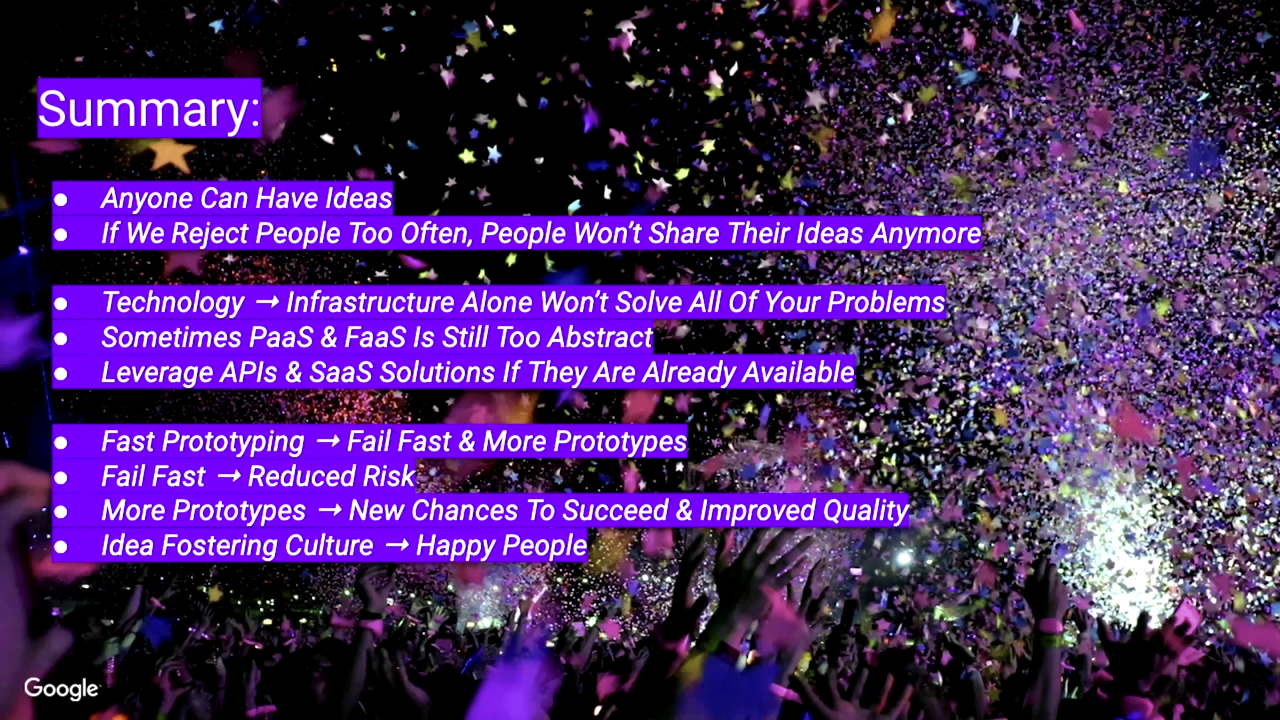 Summary:
● Anyone Can Have Ideas
● If We Reject People Too Often, People Won’t Share Their Ideas Anymore
● Technology → Infrastructure Alone Won’t Solve All Of Your Problems
● Sometimes PaaS & FaaS Is Still Too Abstract
● Leverage APIs & SaaS Solutions If They Are Already Available
● Fast Prototyping → Fail Fast & More Prototypes
● Fail Fast → Reduced Risk
● More Prototypes → New Chances To Succeed & Improved Quality
● Idea Fostering Culture → Happy People
Google